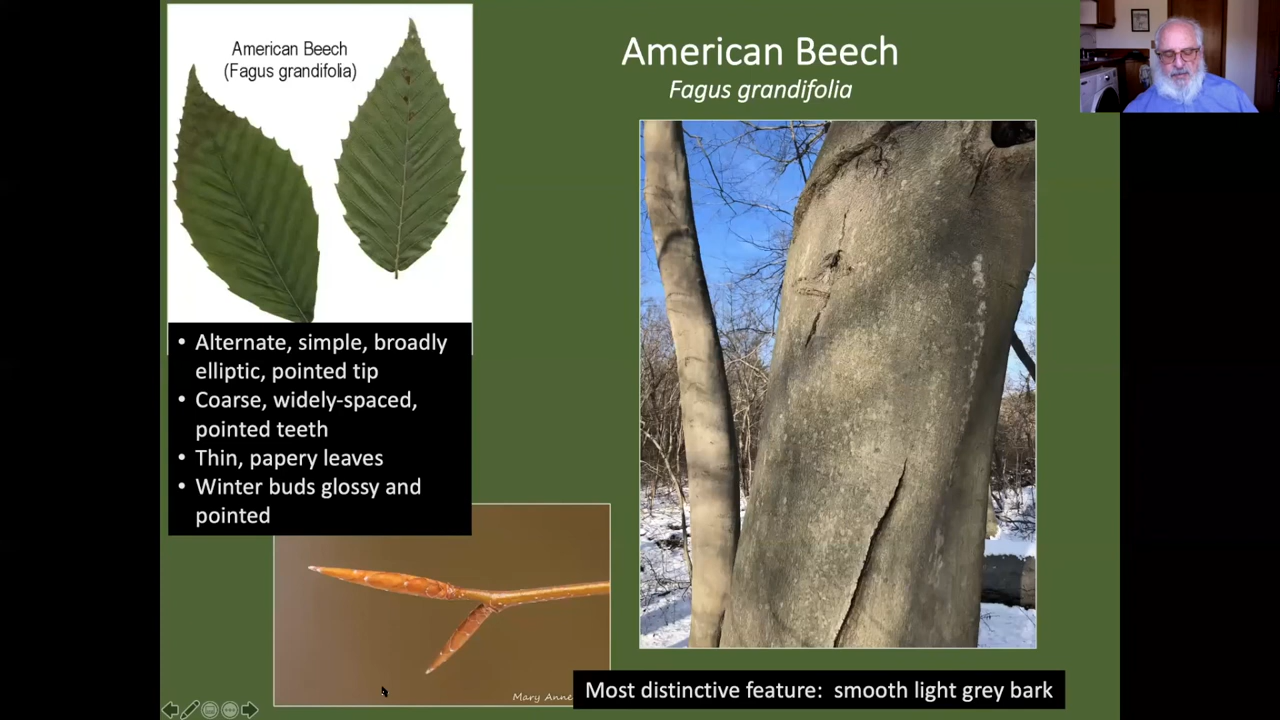 American Beech
(Fagus grandifolia)
American Beech
Fagus grandifolia
• Alternate, simple, broadly
elliptic, pointed tip
• Coarse, widely-spaced,
pointed teeth
• Thin, papery leaves
• Winter buds glossy and
pointed
Mary Anne
Most distinctive feature: smooth light grey bark